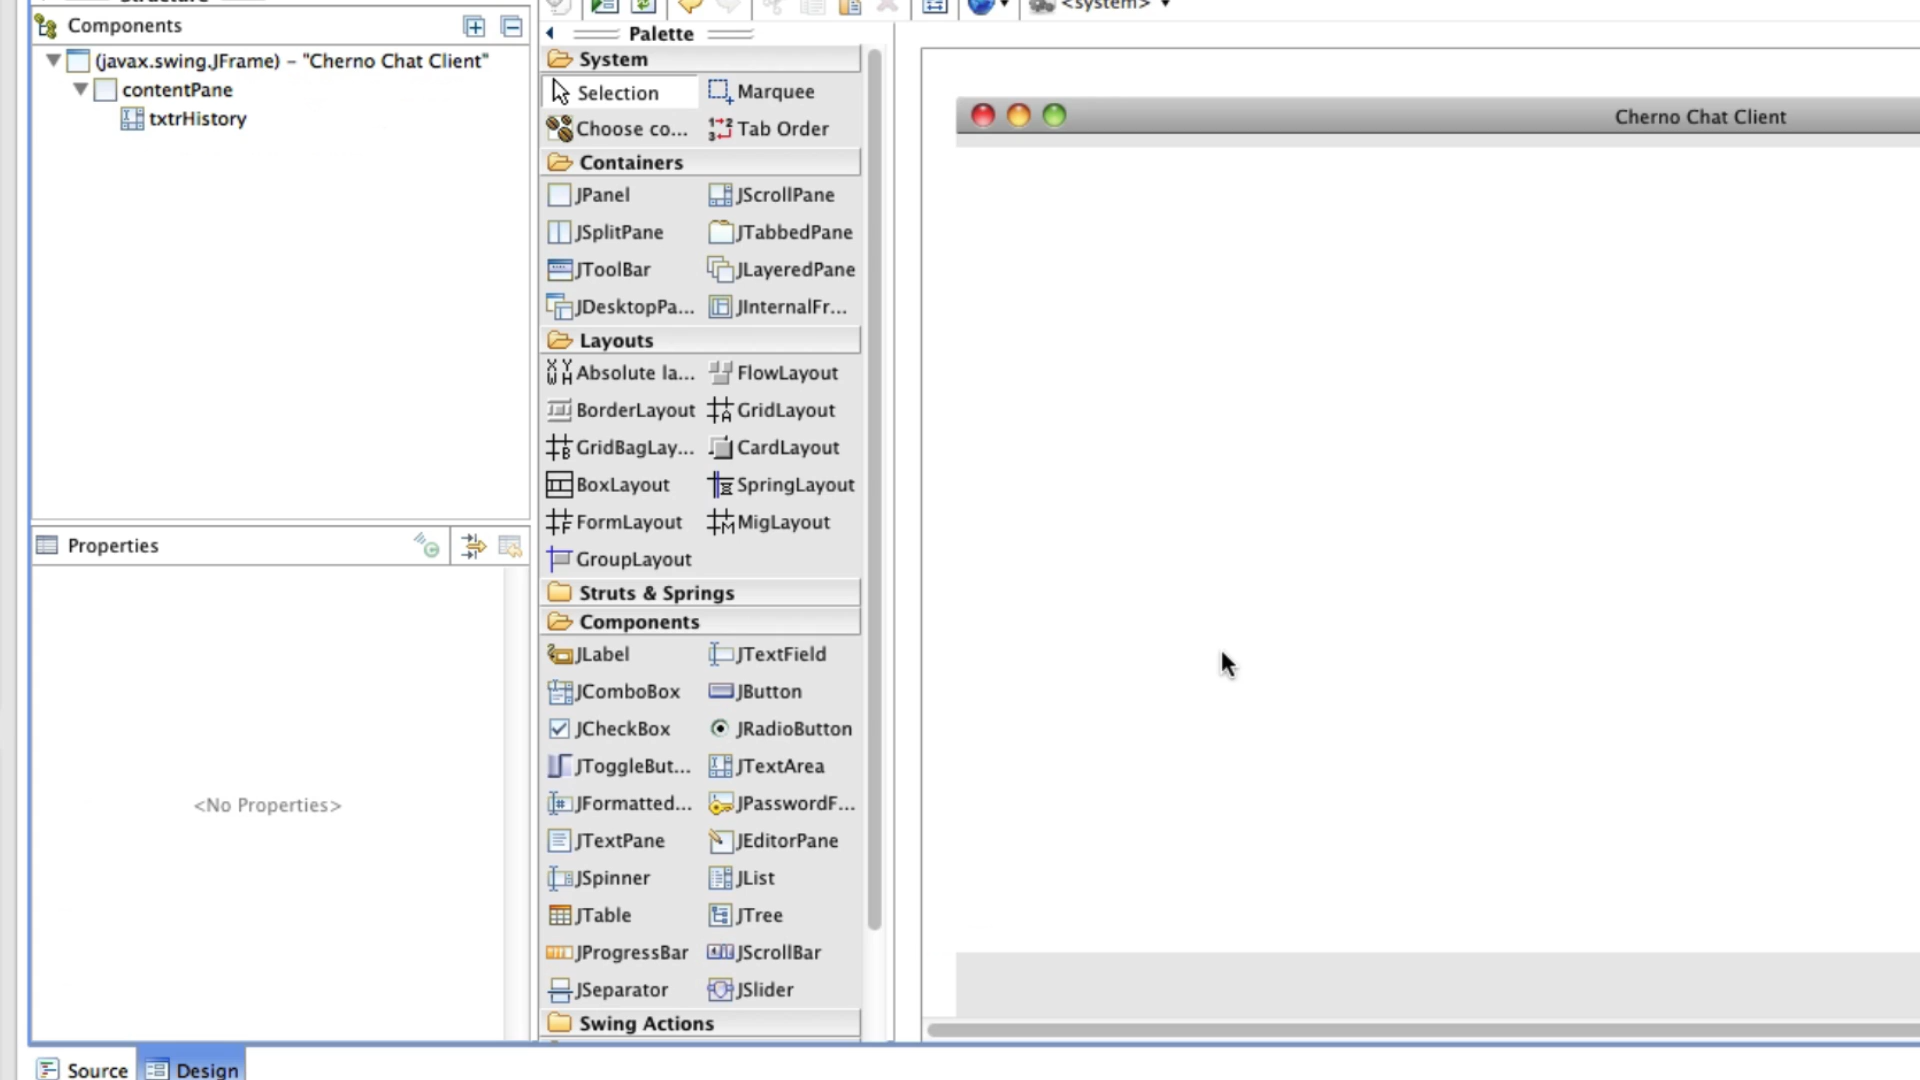 Structure
Components
(javax.swing.JFrame) - "Cherno Chat Client"
contentPane
txtrHistory
Properties
<No Properties>
Source
Design
<system>
Palette
System
Selection
Marquee
Choose co...
Tab Order
Containers
JPanel
JScrollPane
JSplitPane
JTabbedPane
JToolBar
JLayeredPane
JDesktopPa...
JInternalFr...
Layouts
Absolute la...
FlowLayout
BorderLayout
GridLayout
GridBagLay...
CardLayout
BoxLayout
SpringLayout
FormLayout
MigLayout
GroupLayout
Struts & Springs
Components
JLabel
JTextField
JComboBox
JButton
JCheckBox
JRadioButton
JToggleBut...
JTextArea
JFormatted...
JPasswordF...
JTextPane
JEditorPane
JSpinner
JList
JTable
JTree
JProgressBar
JScrollBar
JSeparator
JSlider
Swing Actions
Cherno Chat Client